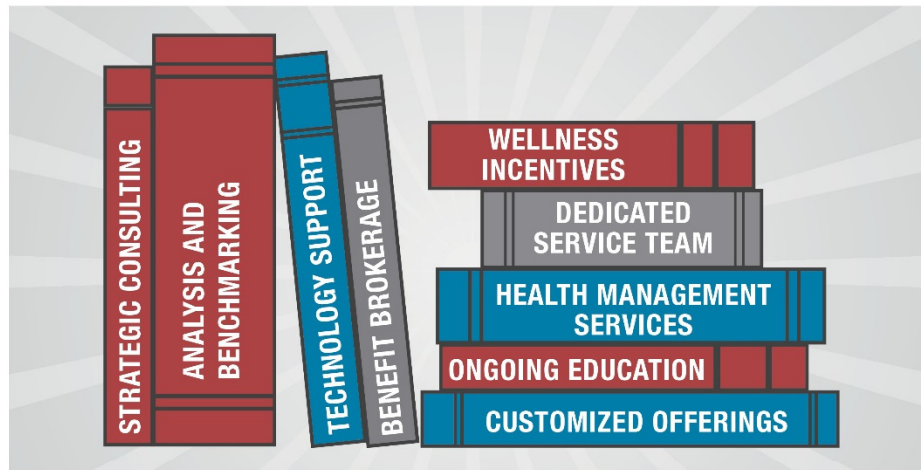 STRATEGIC CONSULTING
ANALYSIS AND
BENCHMARKING
TECHNOLOGY SUPPORT
BENEFIT BROKERAGE
WELLNESS
INCENTIVES
DEDICATED
SERVICE TEAM
HEALTH MANAGEMENT
SERVICES
ONGOING EDUCATION
CUSTOMIZED OFFERINGS